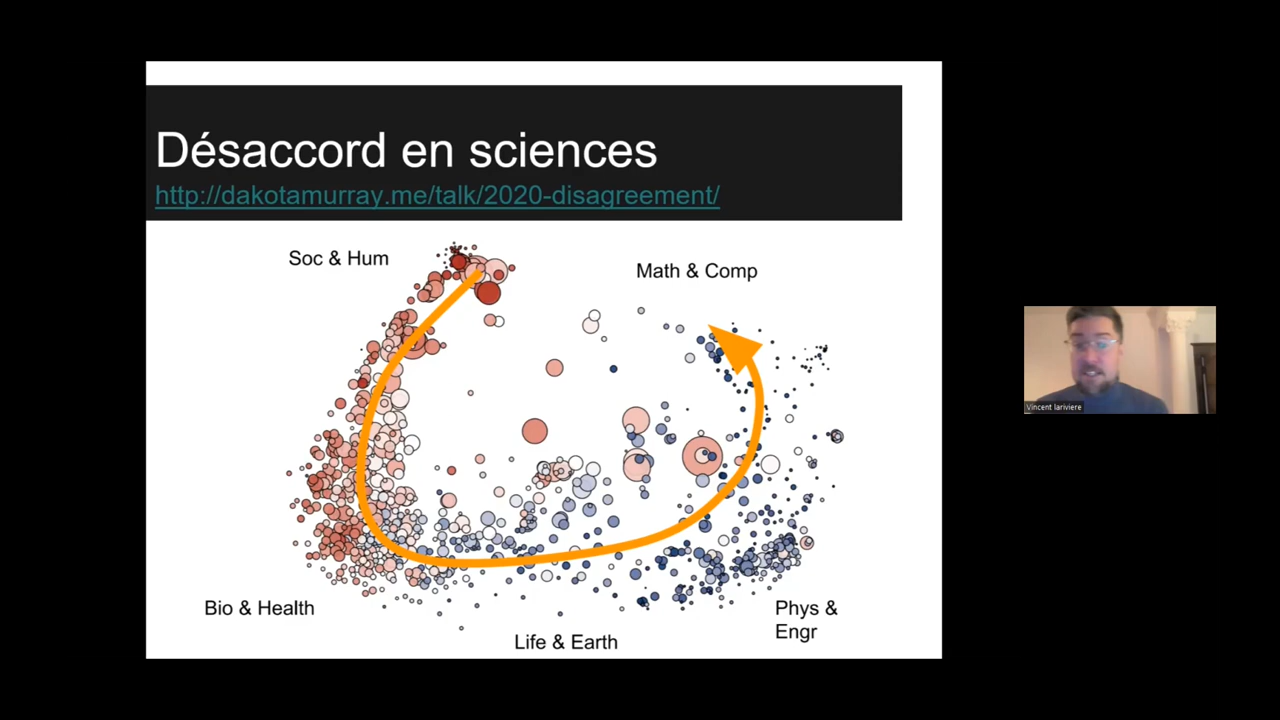 Désaccord en sciences
http://dakotamurray.me/talk/2020-disagreement/
Soc & Hum
Math & Comp
Bio & Health
Life & Earth
Phys &
Engr
Vincent lariviere